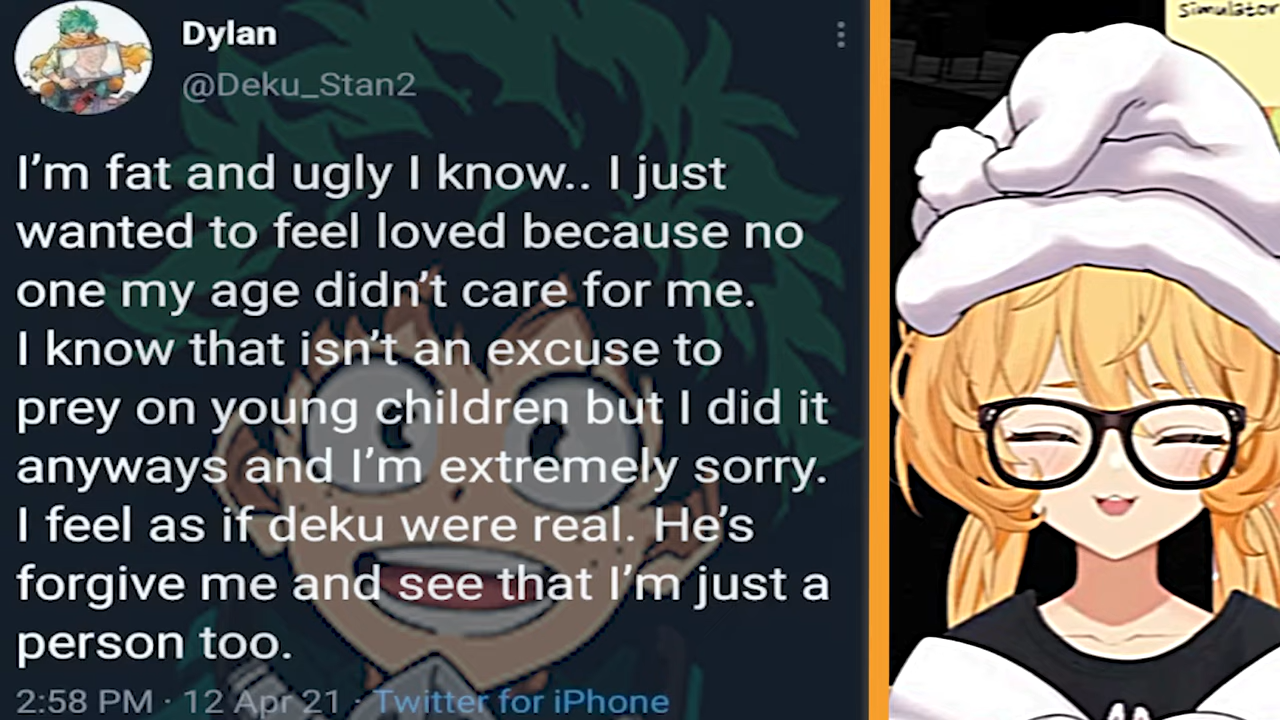 Dylan
@Deku_Stan2
I'm fat and ugly I know.. I just
wanted to feel loved because no
one my age didn't care for me.
I know that isn't an excuse to
prey on young children but I did it
anyways and I'm extremely sorry.
I feel as if deku were real. He's
forgive me and see that I'm just a
person too.
2:58 PM · 12 Apr 21 · Twitter for iPhone
simulator